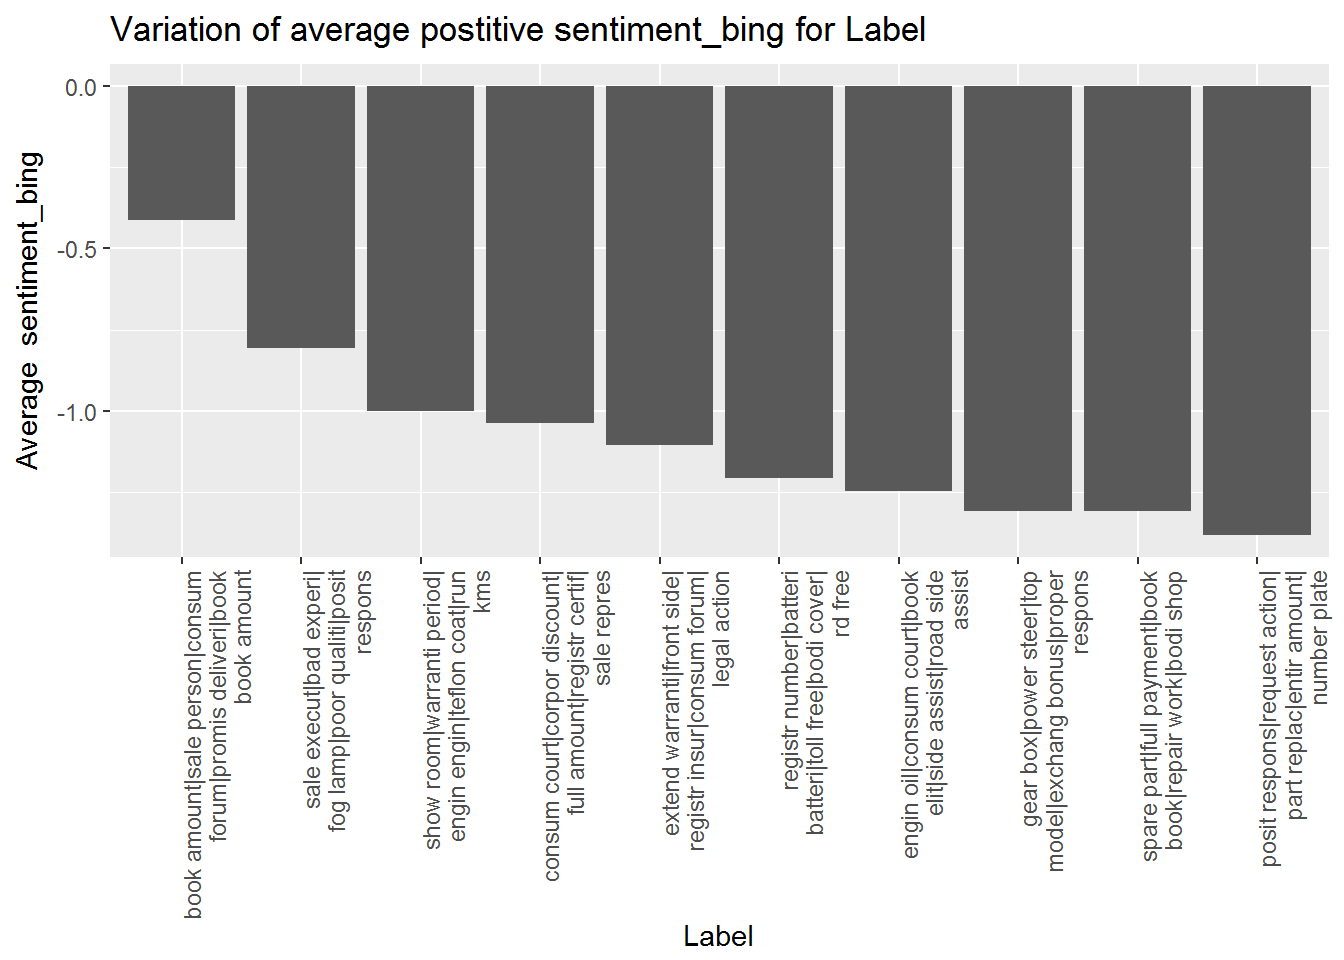 Variation of average postitive sentiment_bing for Label
Average  sentiment_bing
0.0
-0.5
-1.0
book amount|sale person|consum
forum|promis deliveri|book
book amount
sale execut|bad experi|
fog lamp|poor qualiti|posit
respons
show room|warranti period|
engin engin|teflon coat|run
kms
consum court|corpor discount|
full amount|registr certif|
sale repres
extend warranti|front side|
registr insur|consum forum|
legal action
registr number|batteri
batteri|toll free|bodi cover|
rd free
engin oil|consum court|book
elit|side assist|road side
assist
gear box|power steer|top
model|exchang bonus|proper
respons
spare part|full payment|book
book|repair work|bodi shop
posit respons|request action|
part replac|entir amount|
number plate
Label